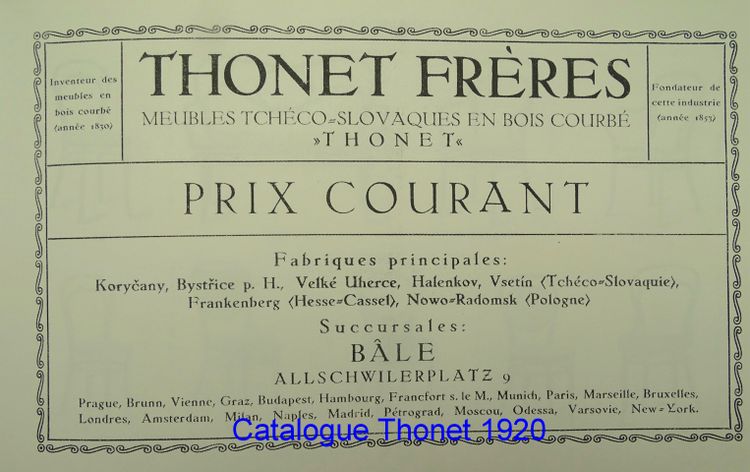 Inventeur des
meubles en
bois courbé
(année 1830)
THONET FRÈRES
MEUBLES TCHÉCO=SLOVAQUES EN BOIS COURBÉ
»THONET«
Fondateur de
cette industrie
(année 1853)
PRIX COURANT
Fabriques principales:
Koryčany, Bystřice p. H., Velké Uherce, Halenkov, Vsetín (Tchéco=Slovaquie),
Frankenberg (Hesse=Cassel), Nowo=Radomsk (Pologne)
Succursales:
BÂLE
ALLSCHWILERPLATZ 9
Prague, Brunn, Vienne, Graz, Budapest, Hambourg, Francfort s. le M., Munich, Paris, Marseille, Bruxelles,
Londres, Amsterdam, Milan, Naples, Madrid, Pétrograd, Moscou, Odessa, Varsovie, New=York.
Catalogue Thonet 1920